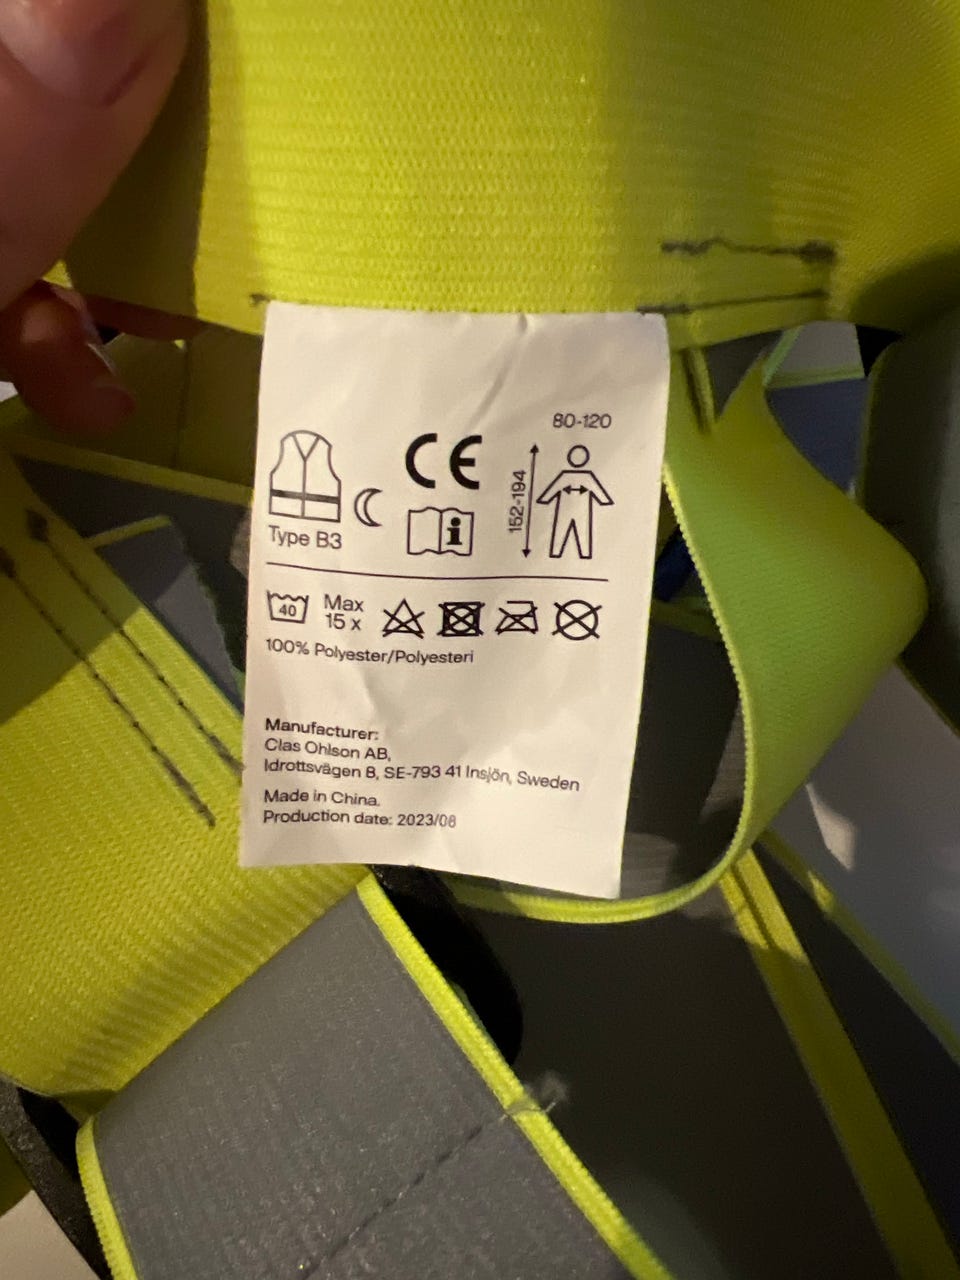 80-120
152-194
CE
Type B3
i
40
Max
15 x
100% Polyester/Polyesteri
Manufacturer:
Clas Ohlson AB,
Idrottsvägen 8, SE-793 41 Insjön, Sweden
Made in China.
Production date: 2023/08